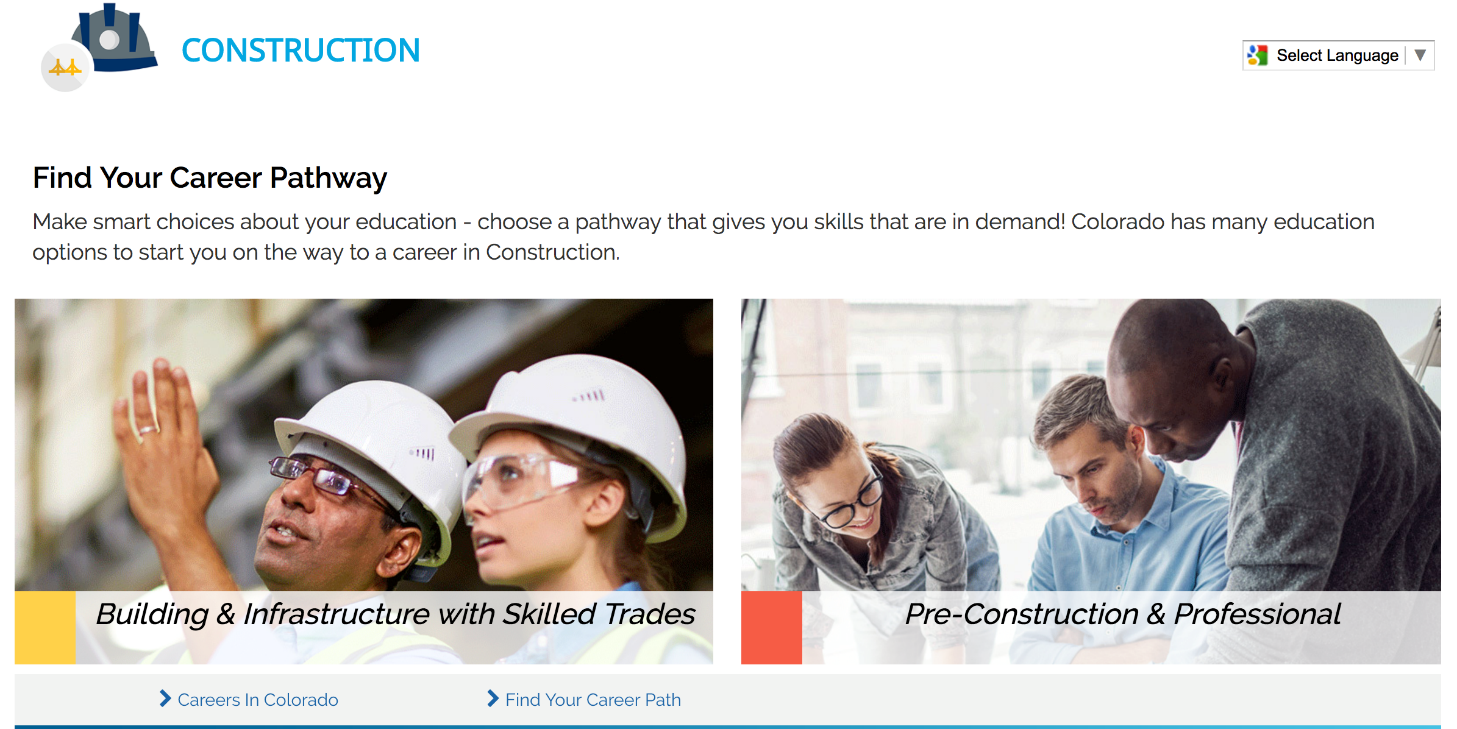 CONSTRUCTION
Select Language ▼
Find Your Career Pathway
Make smart choices about your education - choose a pathway that gives you skills that are in demand! Colorado has many education
options to start you on the way to a career in Construction.
Building & Infrastructure with Skilled Trades
Pre-Construction & Professional
Careers In Colorado
Find Your Career Path